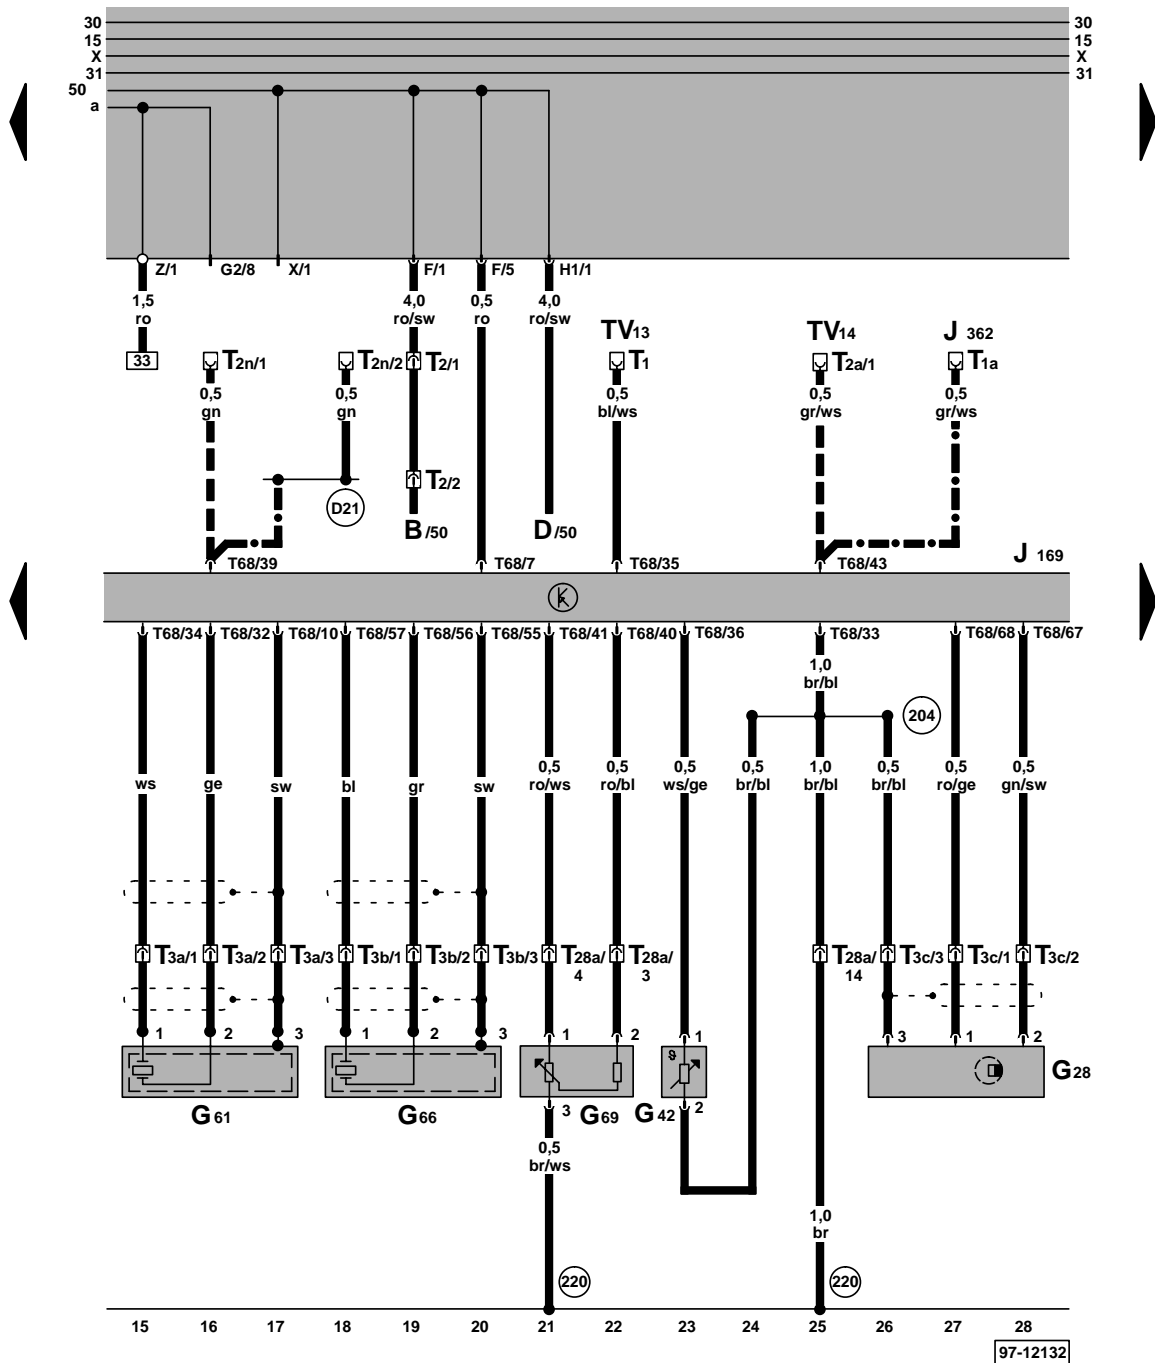 30 30
15 15
X X
31 31
50
a
Z/1 G2/8 X/1 F/1 F/5 H1/1
1,5 4,0 0,5 4,0
ro ro/sw ro ro/sw
TV13 TV14 J 362
33 T2n/1 T2n/2 T2/1 T1 T2a/1 T1a
0,5 0,5 0,5 0,5 0,5
gn gn bl/ws gr/ws gr/ws
T2/2
D21
B/50 D/50
J 169
T68/39 T68/7 T68/35 T68/43
T68/34 T68/32 T68/10 T68/57 T68/56 T68/55 T68/41 T68/40 T68/36 T68/33 T68/68 T68/67
1,0
br/bl
204
0,5 0,5 0,5 0,5 1,0 0,5 0,5 0,5
ws ge sw bl gr sw ro/ws ro/bl ws/ge br/bl br/bl br/bl ro/ge gn/sw
T3a/1 T3a/2 T3a/3 T3b/1 T3b/2 T3b/3 T28a/ T28a/ T28a/ T3c/3 T3c/1 T3c/2
4 3 14
1 2 3 1 2 3 1 2 1 3 1 2
ϑ
G28
G61 G66 3 G69 G42 2
0,5
br/ws
1,0
br
220 220
15 16 17 18 19 20 21 22 23 24 25 26 27 28
97-12132